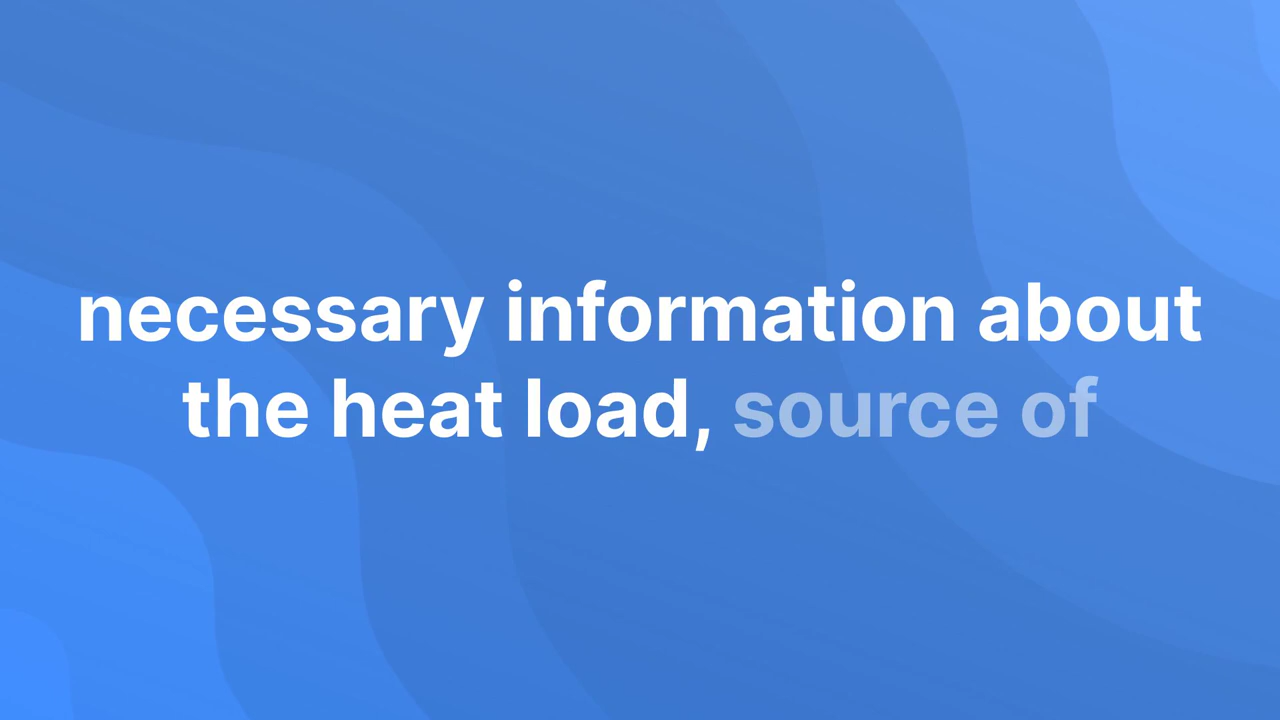 necessary information about
the heat load, source of